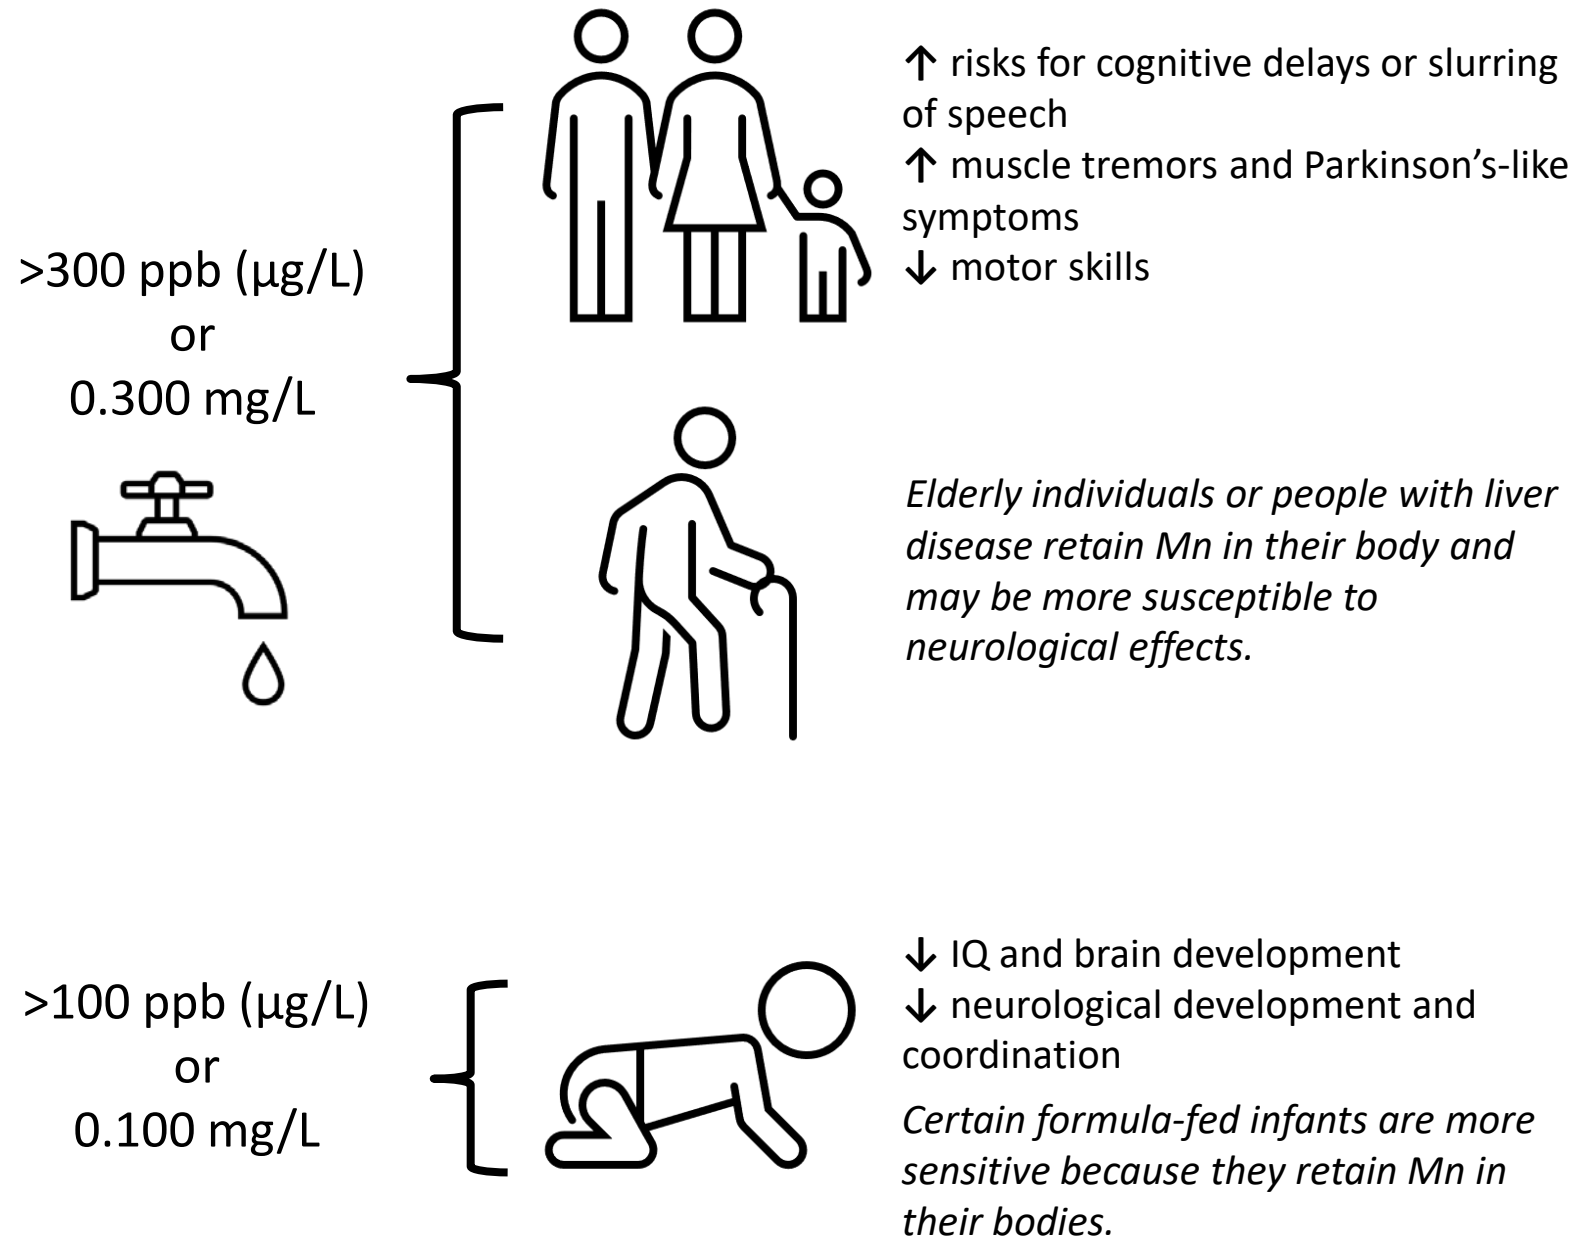 >300 ppb (µg/L)
or
0.300 mg/L
↑ risks for cognitive delays or slurring
of speech
↑ muscle tremors and Parkinson’s-like
symptoms
↓ motor skills
Elderly individuals or people with liver
disease retain Mn in their body and
may be more susceptible to
neurological effects.
>100 ppb (µg/L)
or
0.100 mg/L
↓ IQ and brain development
↓ neurological development and
coordination
Certain formula-fed infants are more
sensitive because they retain Mn in
their bodies.